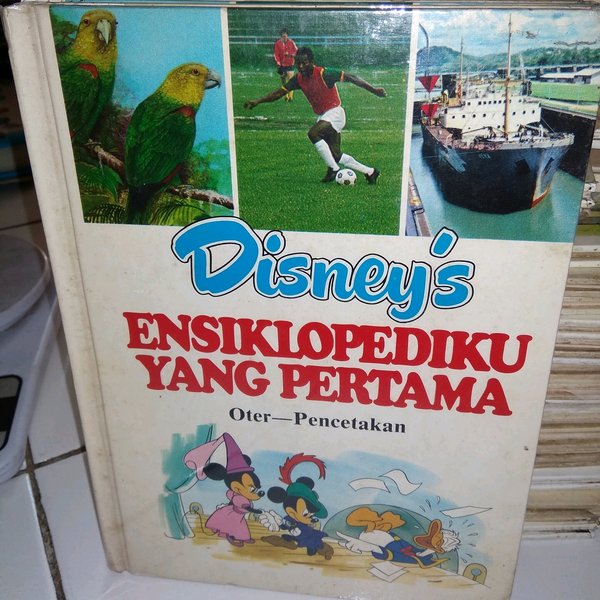 Disney's
ENSIKLOPEDIKU
YANG PERTAMA
Oter—Pencetakan